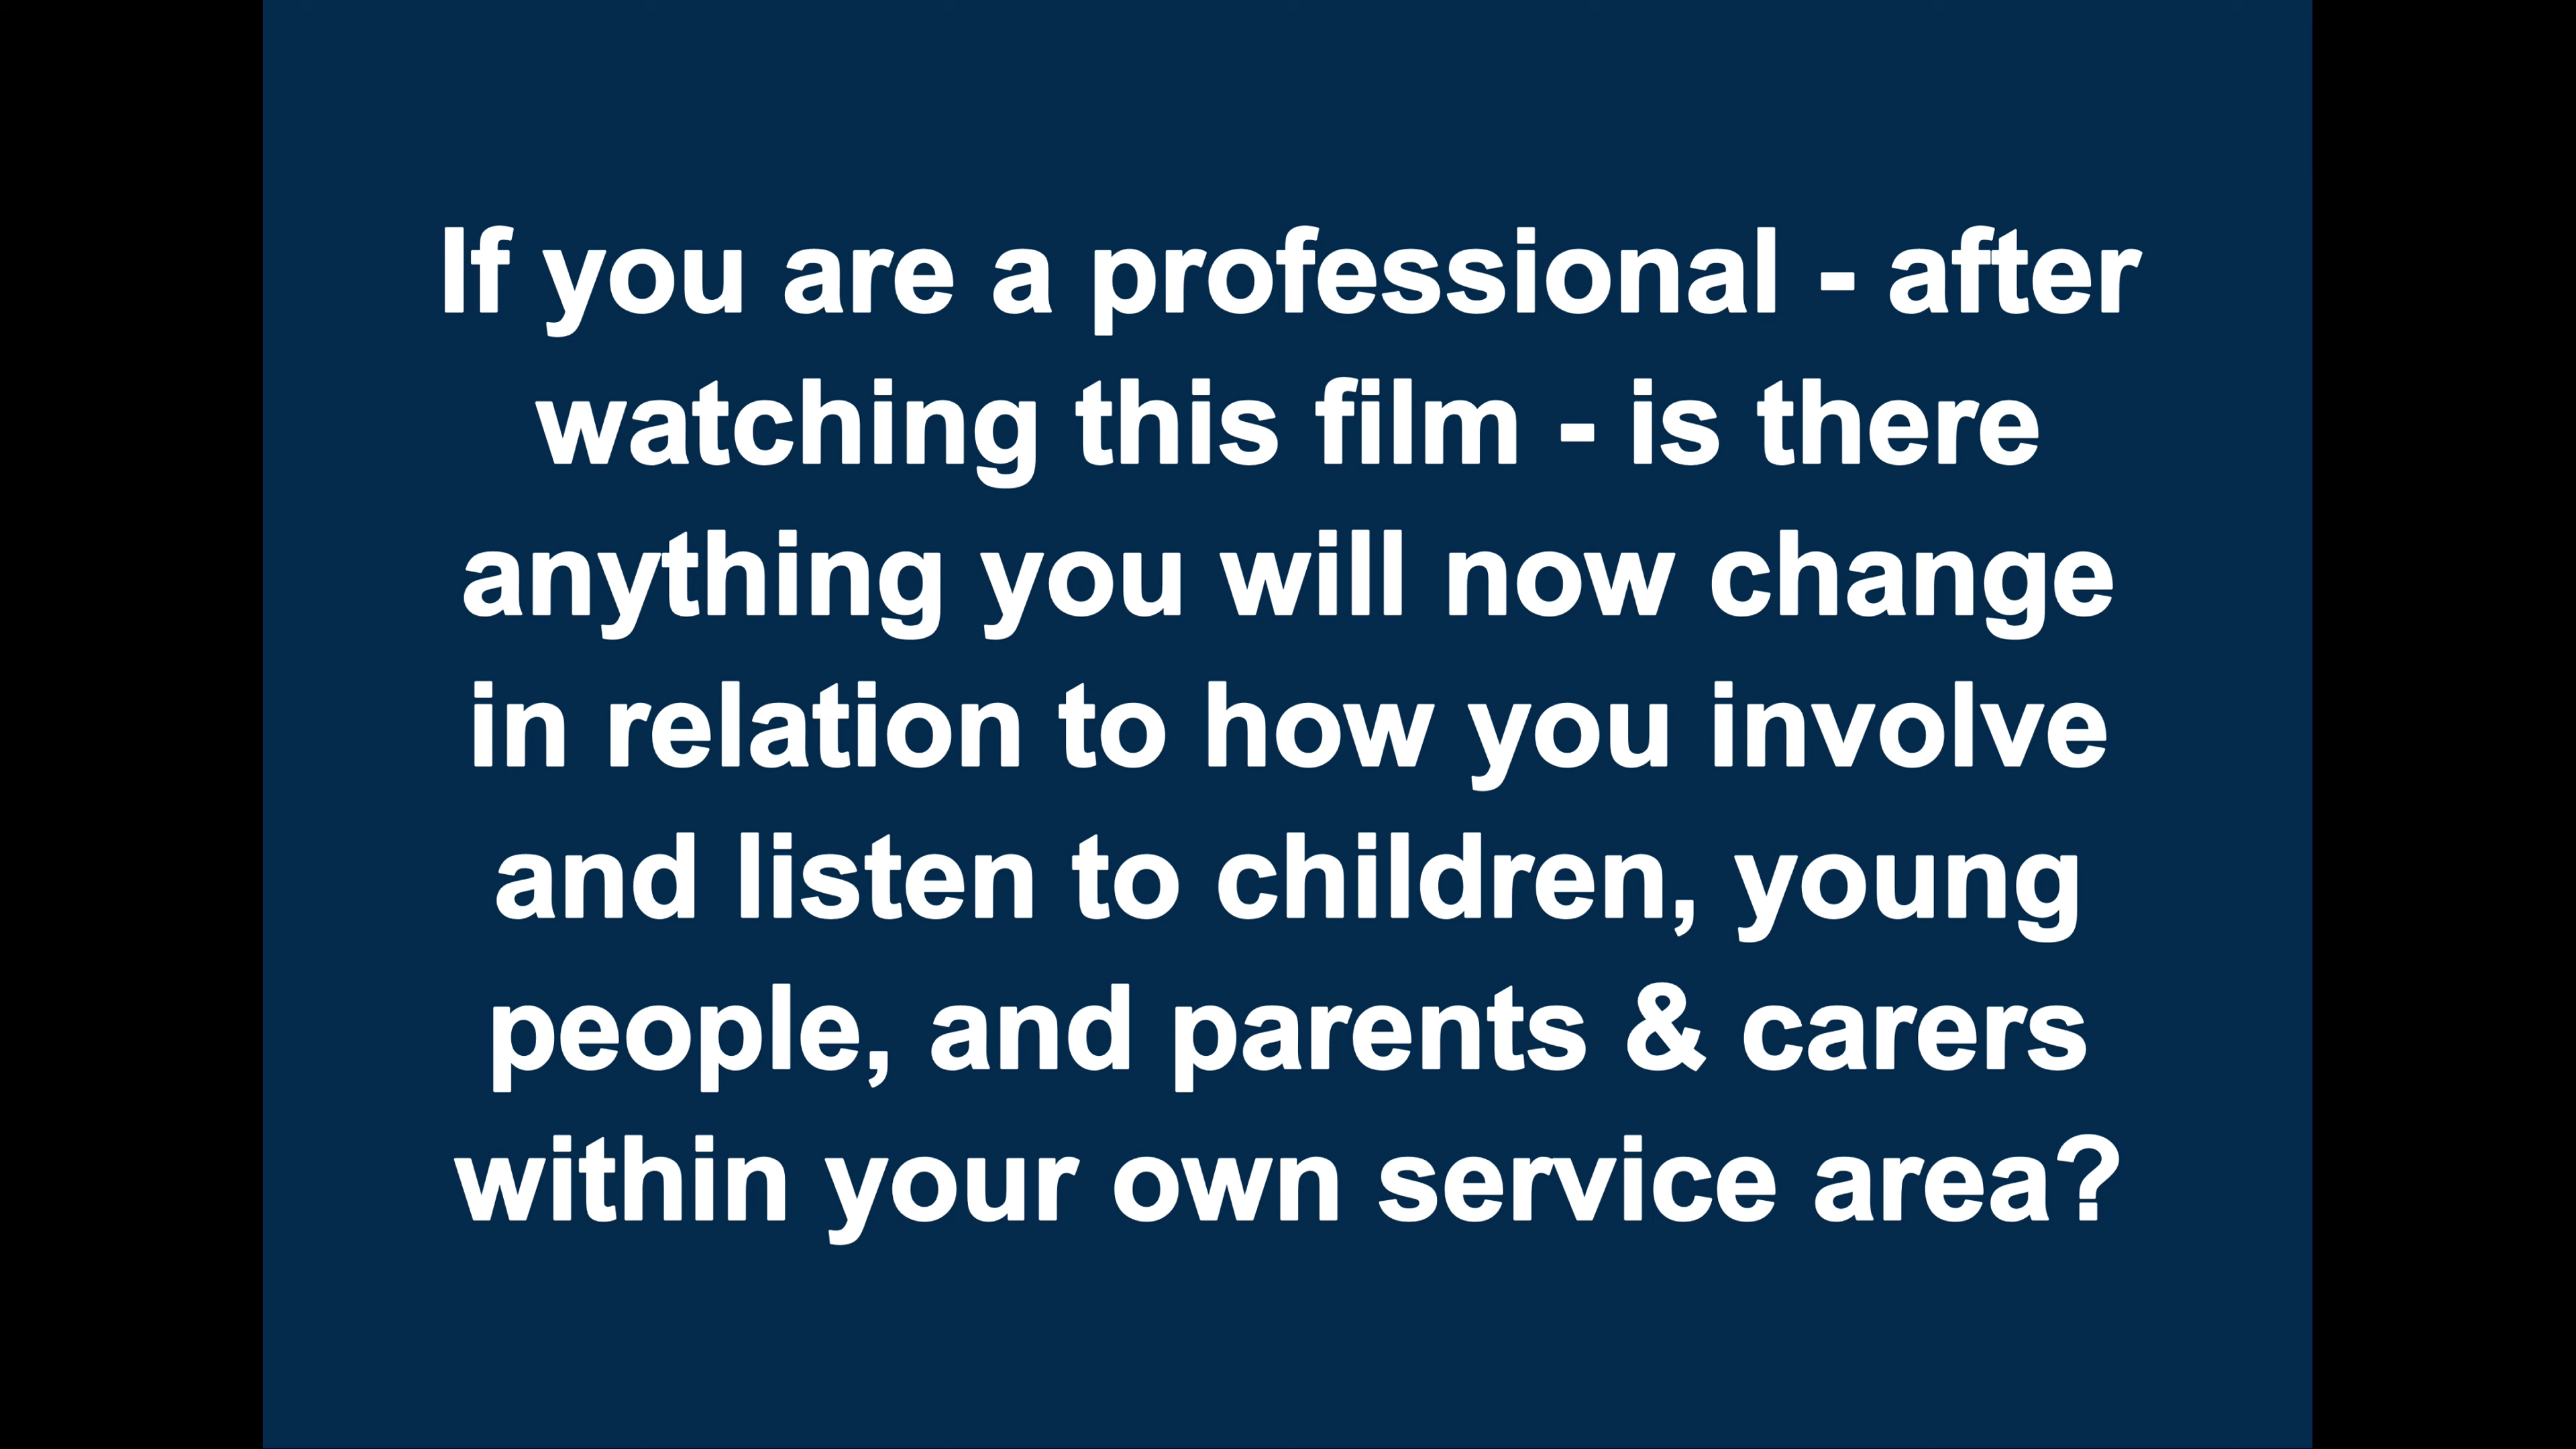 If you are a professional - after
watching this film - is there
anything you will now change
in relation to how you involve
and listen to children, young
people, and parents & carers
within your own service area?